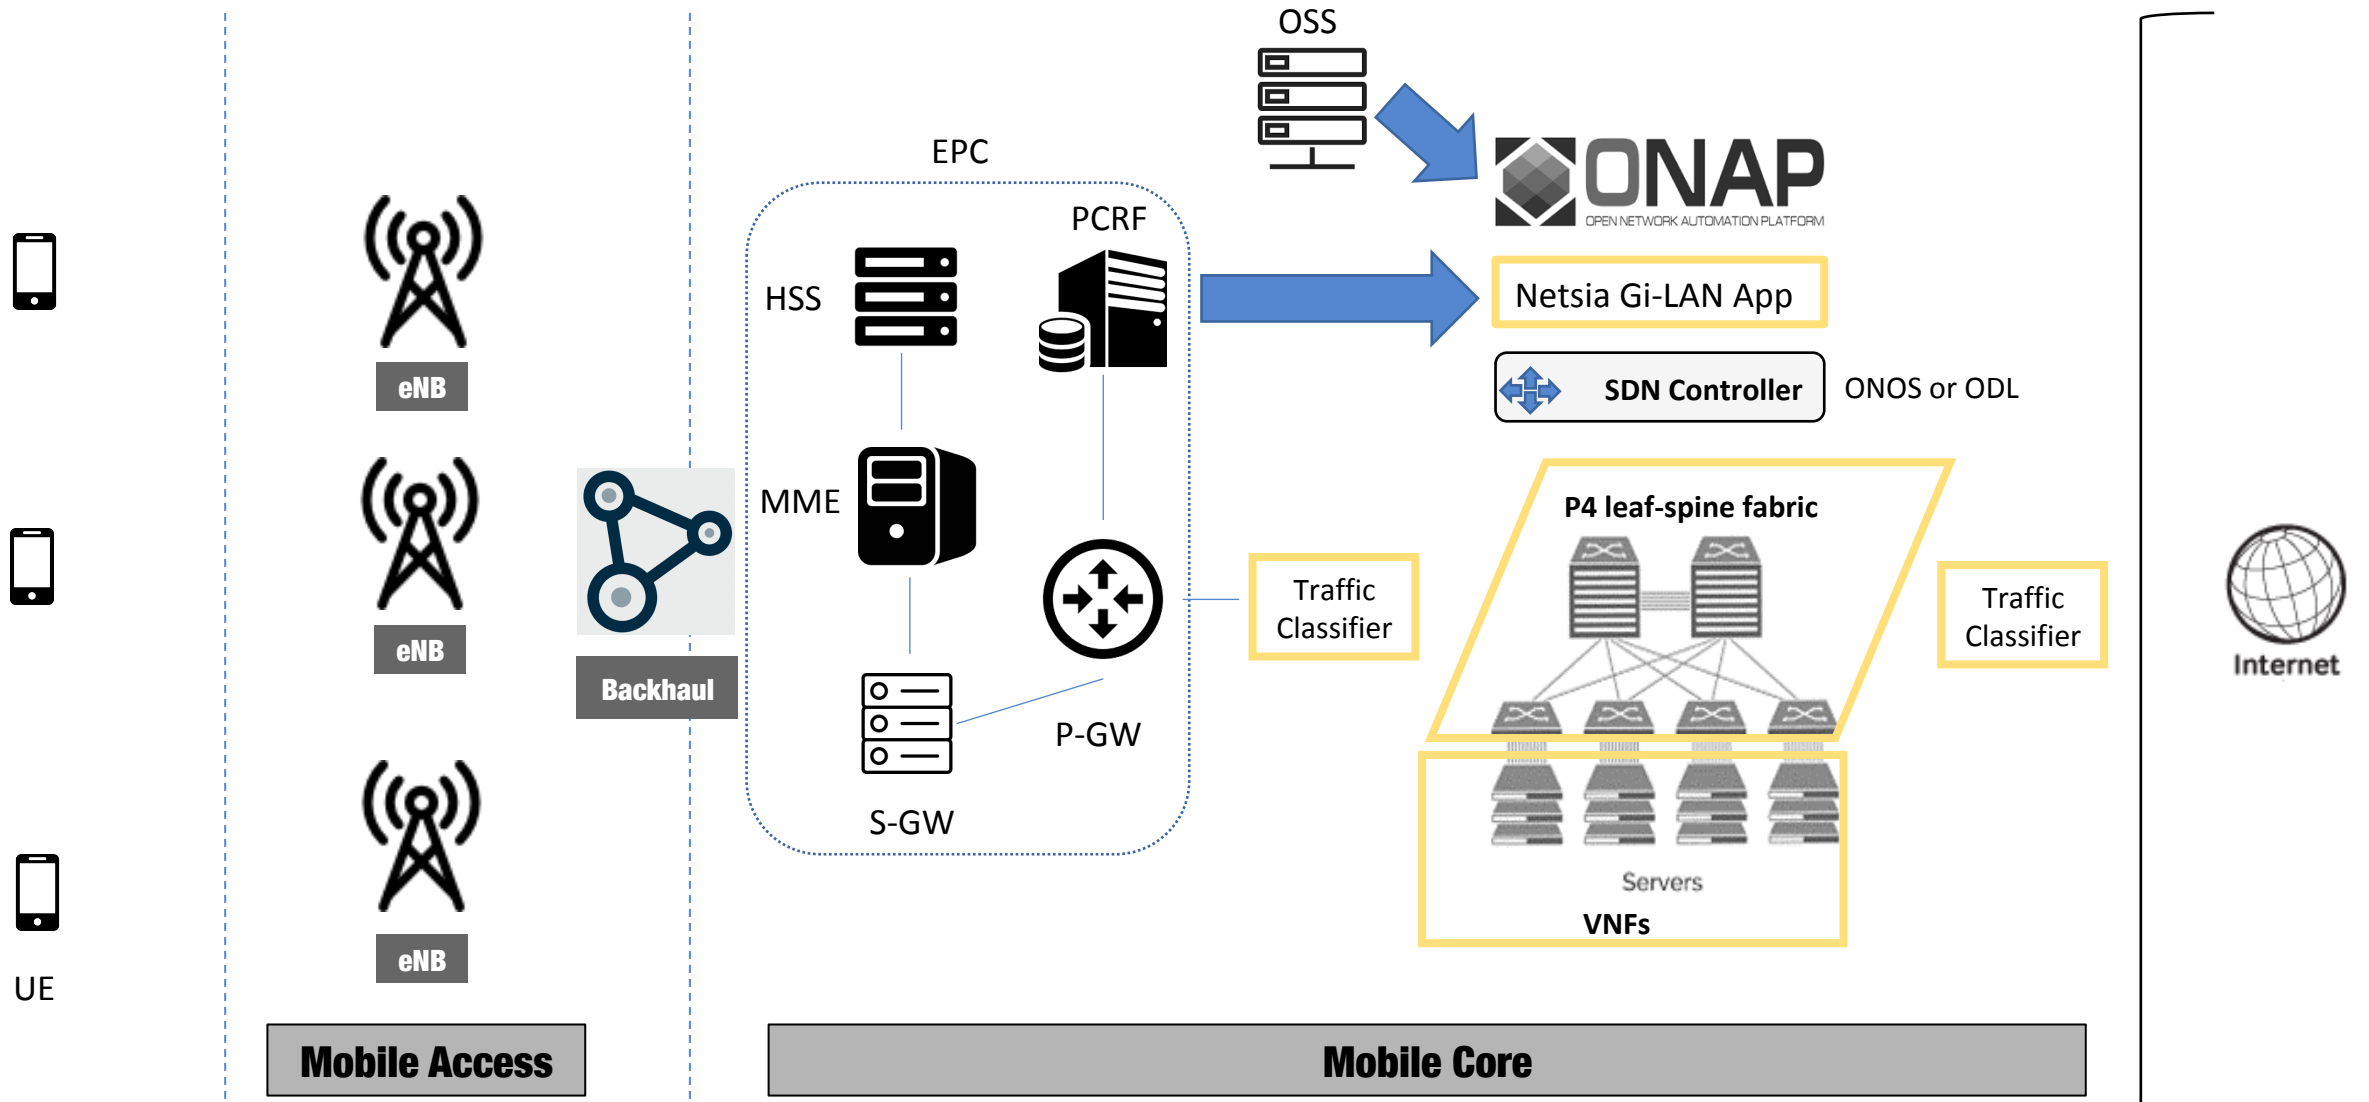 OSS
EPC
ONAP
OPEN NETWORK AUTOMATION PLATFORM
PCRF
HSS
Netsia Gi-LAN App
eNB
SDN Controller
ONOS or ODL
MME
P4 leaf-spine fabric
Traffic
Classifier
Traffic
Classifier
eNB
Internet
Backhaul
P-GW
S-GW
Servers
VNFs
eNB
UE
Mobile Access
Mobile Core